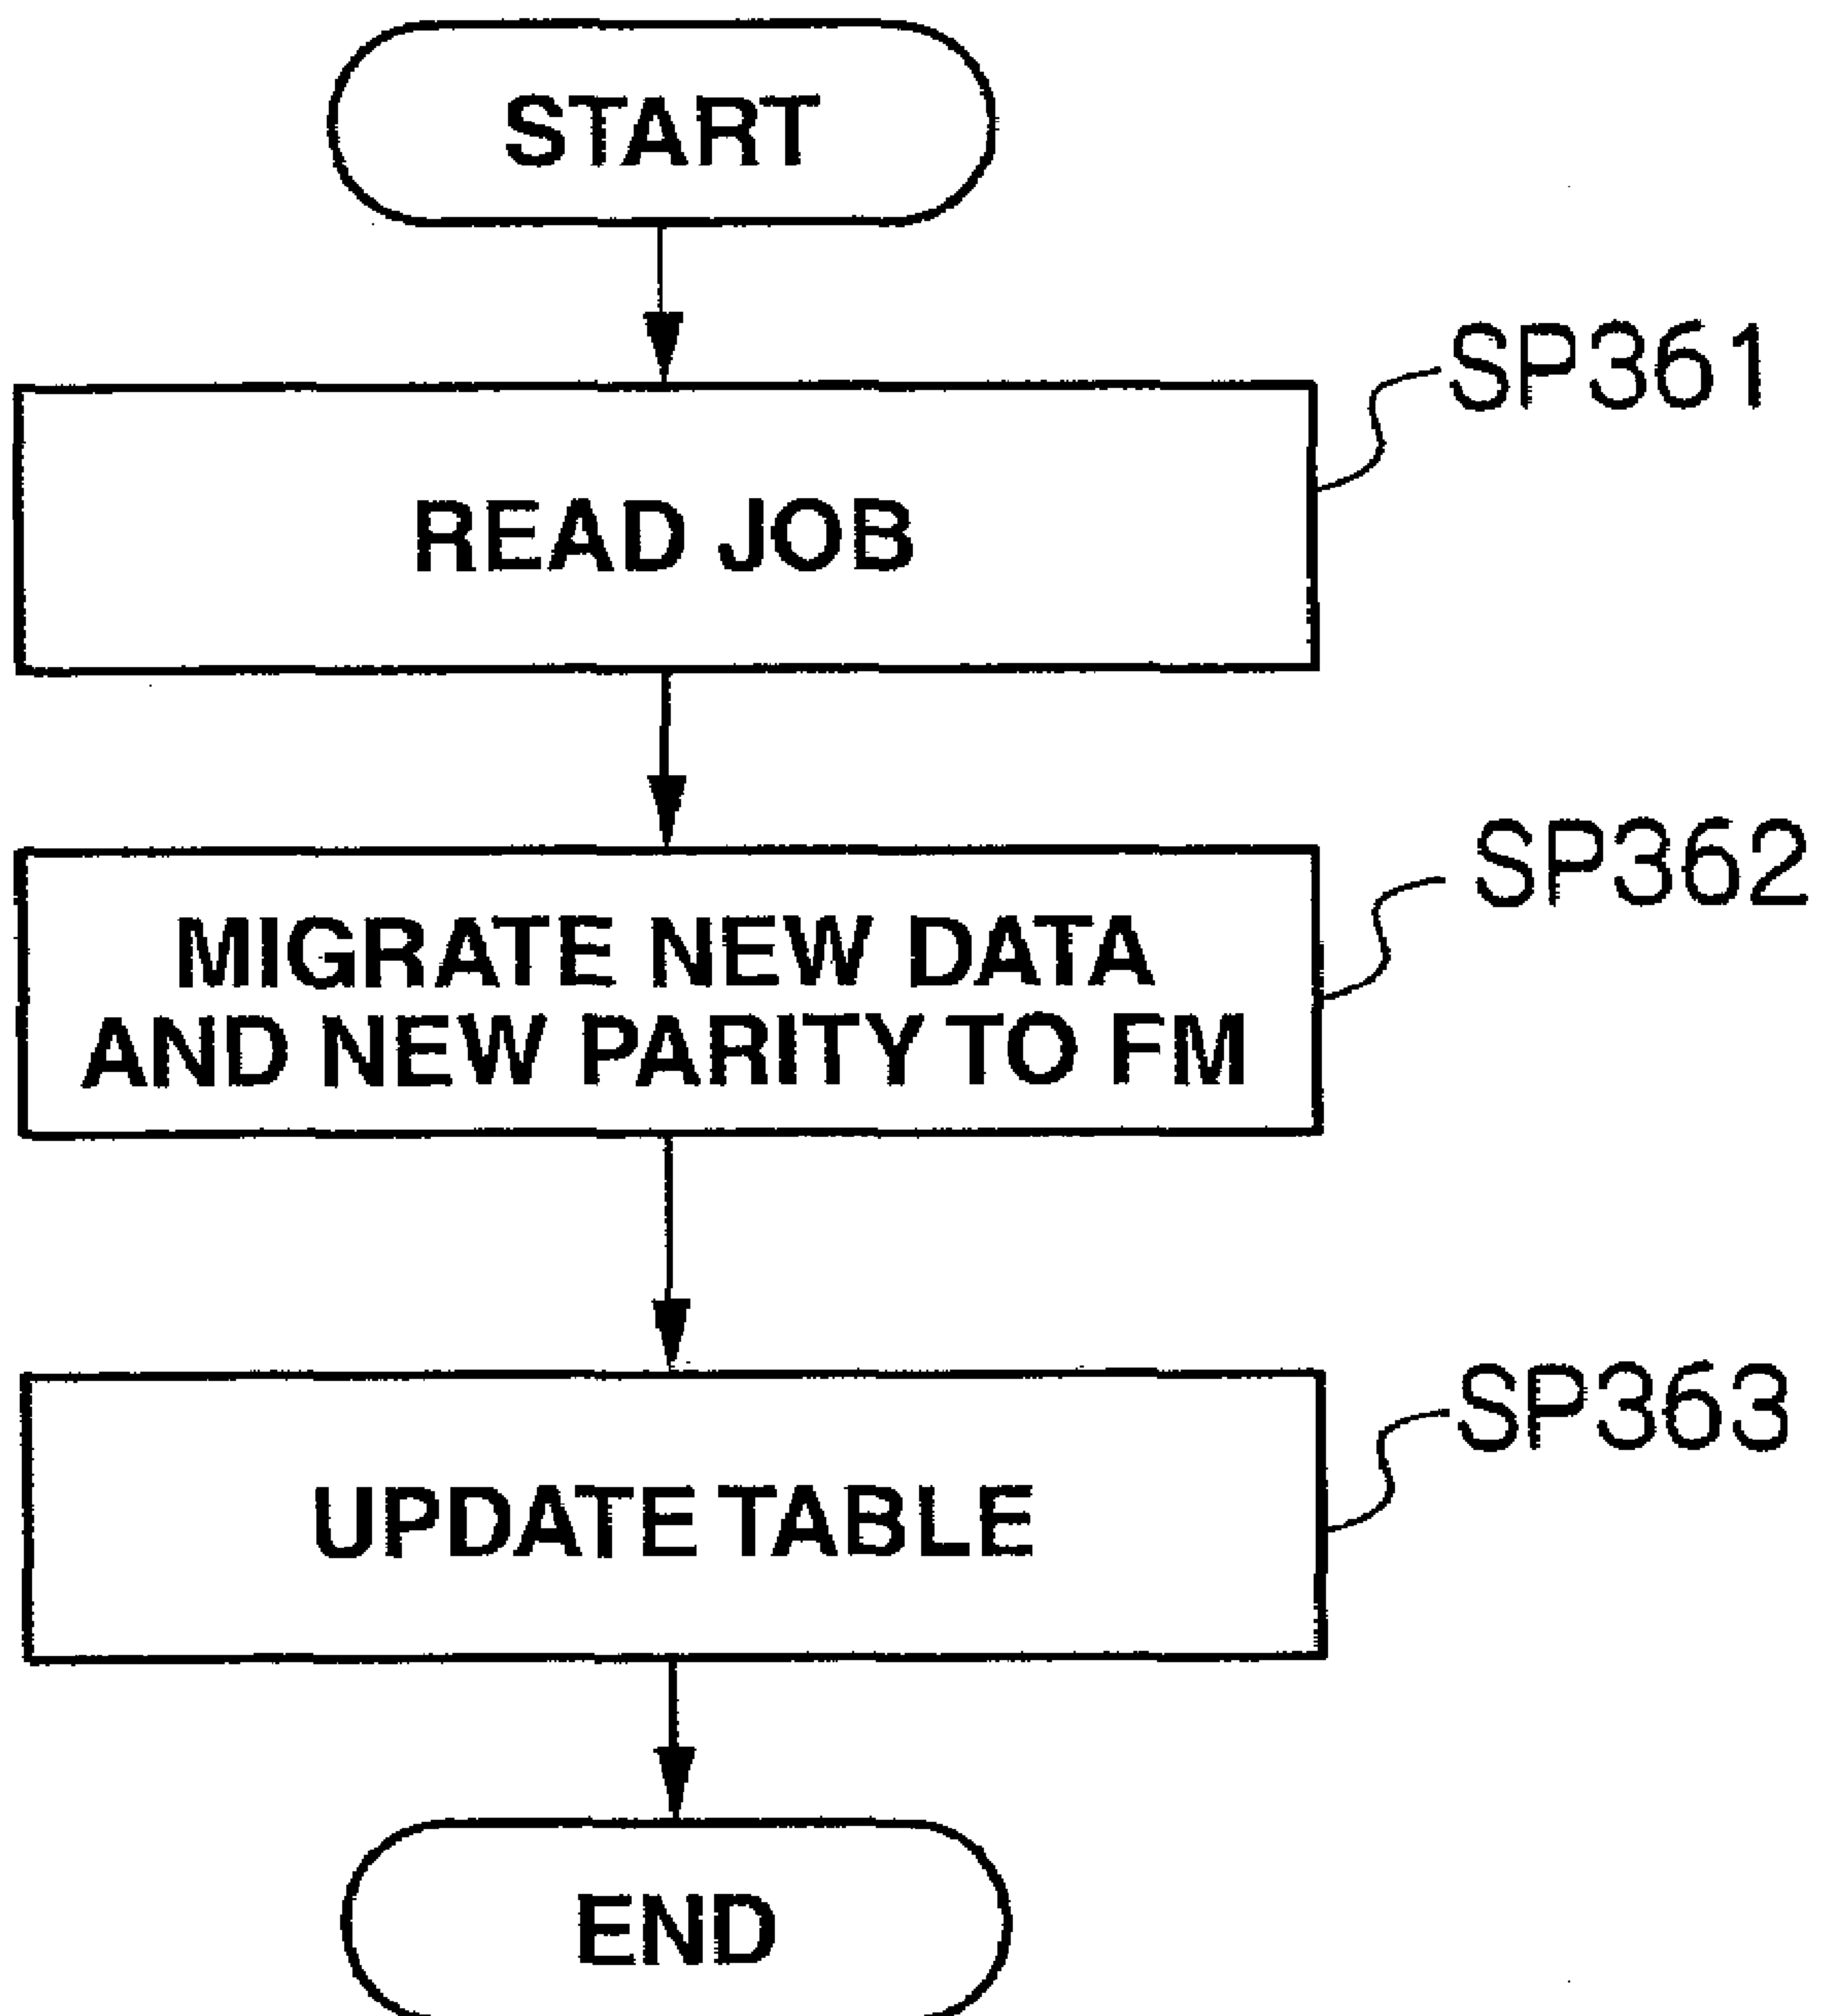 START
SP361
READ JOB
SP362
MIGRATE NEW DATA
AND NEW PARITY TO FM
SP363
UPDATE TABLE
END